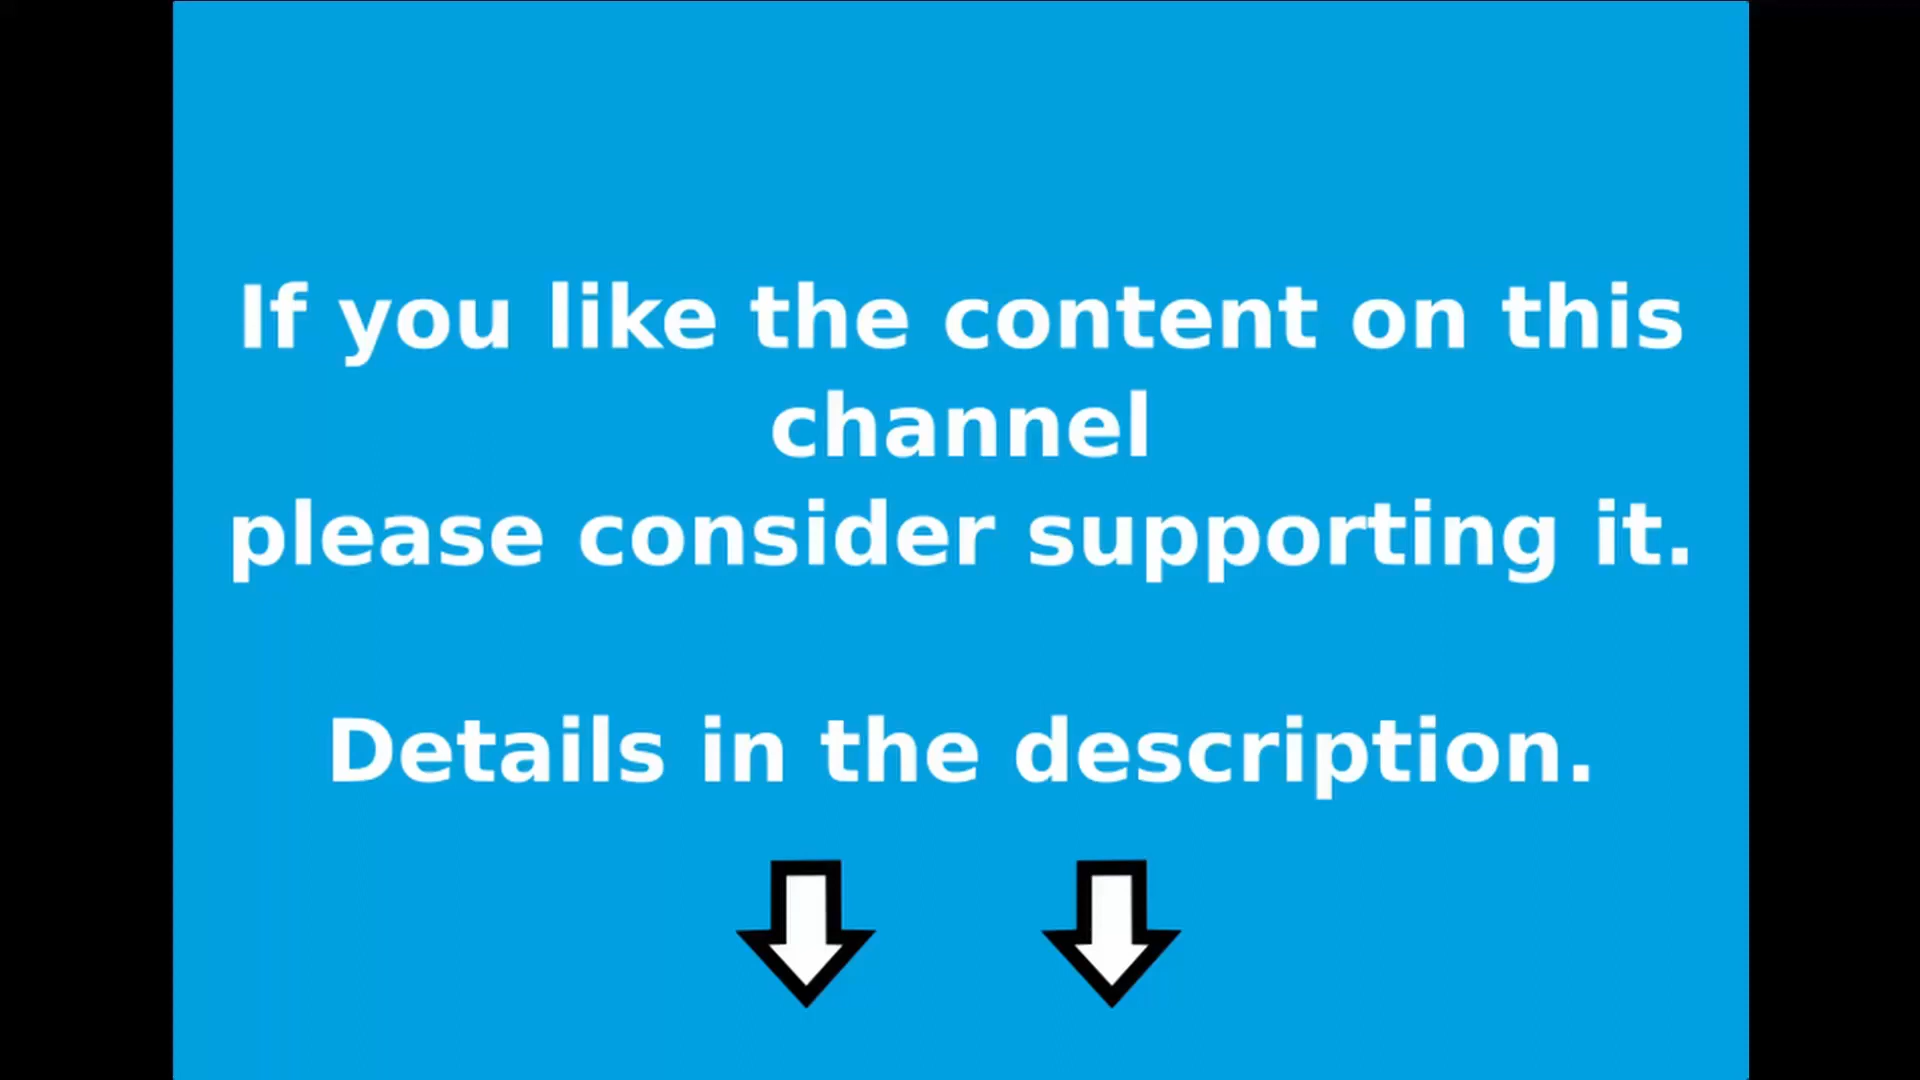 If you like the content on this
channel
please consider supporting it.
Details in the description.